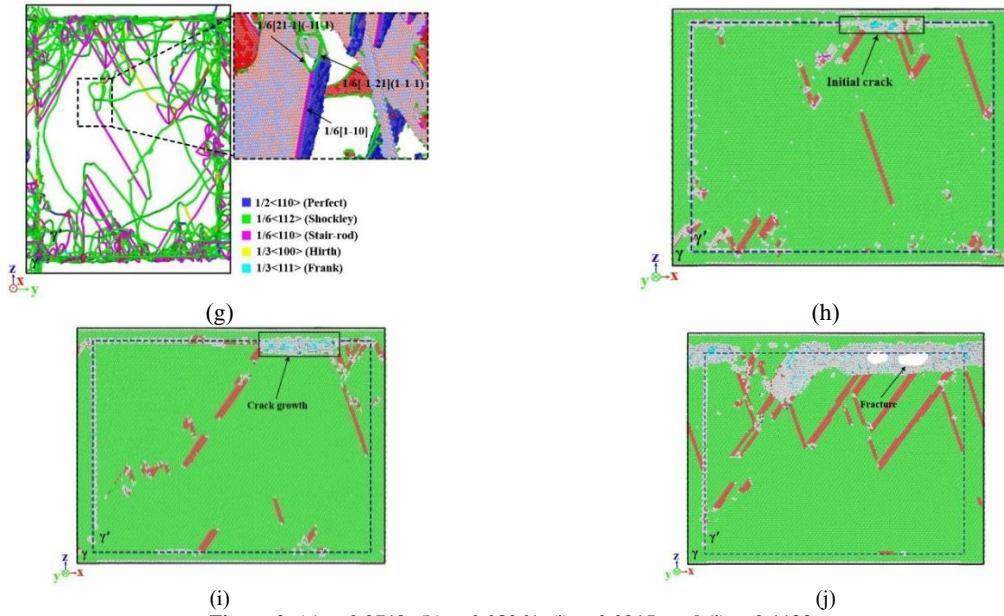 1/6[21-1](-11-1)
1/6[-1-21](1-1-1)
1/6[1-10]
γ'
1/2<110> (Perfect)
1/6<112> (Shockley)
1/6<110> (Stair-rod)
1/3<100> (Hirth)
1/3<111> (Frank)
z
x
y
(g)
Initial crack
γ'
γ
z
y
x
(h)
Crack growth
γ'
γ
z
y
x
(i)
Fracture
γ'
γ
z
y
x
(j)